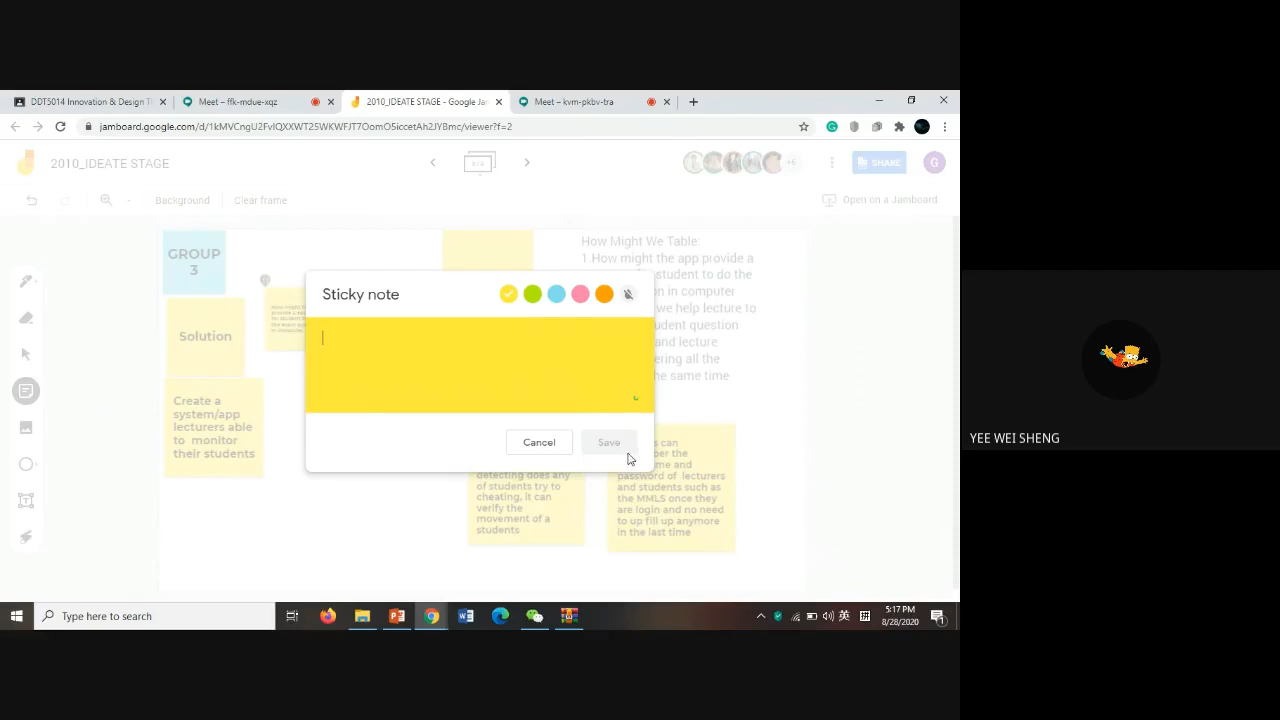 DDT5014 Innovation & Design T
Meet – ffk-mdue-xqz
2010_IDEATE STAGE - Google Ja
Meet – kvm-pkbv-tra
2010_IDEATE STAGE
+6
SHARE
G
Background
Clear frame
Open on a Jamboard
GROUP
3
Solution
Create a
system/app
lecturers able
to monitor
their students
How Might We Table:
1.How might the app provide a
student to do the
on in computer
we help lecture to
udent question
and lecture
ering all the
he same time
Sticky note
Cancel
Save
detecting does any
of students try to
cheating, it can
verify the
movement of a
students
s can
ber the
me and
password of lecturers
and students such as
the MMLS once they
are login and no need
to up fill up anymore
in the last time
YEE WEI SHENG
Type here to search
英
5:17 PM
8/28/2020